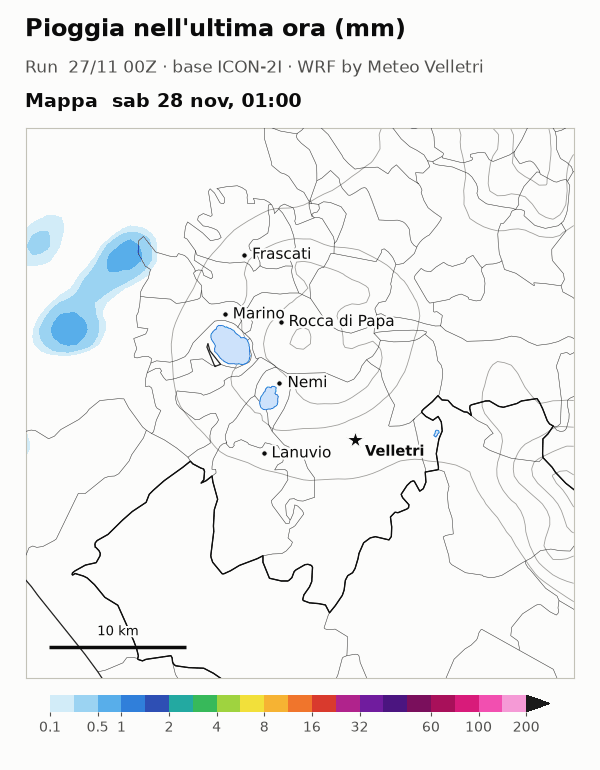 Pioggia nell'ultima ora (mm)
Run  27/11 00Z · base ICON-2I · WRF by Meteo Velletri
Mappa  sab 28 nov, 01:00
Frascati
Marino
Rocca di Papa
Nemi
Velletri
Lanuvio
10 km
0.1 0.5 1 2 4 8 16 32 60 100 200